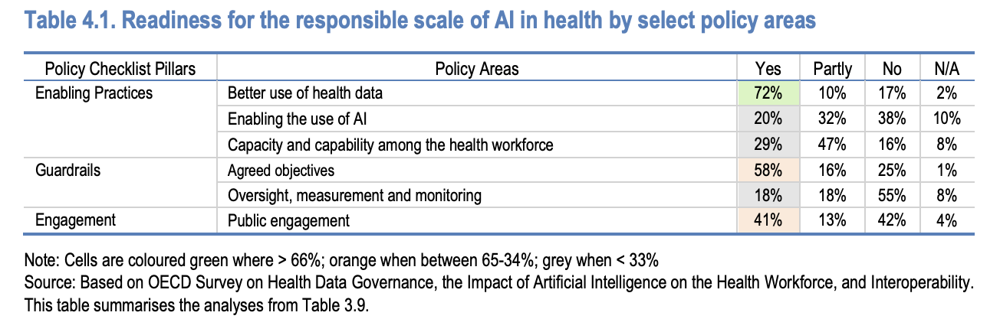 Table 4.1. Readiness for the responsible scale of AI in health by select policy areas
Policy Checklist Pillars Policy Areas Yes Partly No N/A
Enabling Practices Better use of health data 72% 10% 17% 2%
Enabling the use of AI 20% 32% 38% 10%
Capacity and capability among the health workforce 29% 47% 16% 8%
Guardrails Agreed objectives 58% 16% 25% 1%
Oversight, measurement and monitoring 18% 18% 55% 8%
Engagement Public engagement 41% 13% 42% 4%
Note: Cells are coloured green where > 66%; orange when between 65-34%; grey when < 33%
Source: Based on OECD Survey on Health Data Governance, the Impact of Artificial Intelligence on the Health Workforce, and Interoperability.
This table summarises the analyses from Table 3.9.